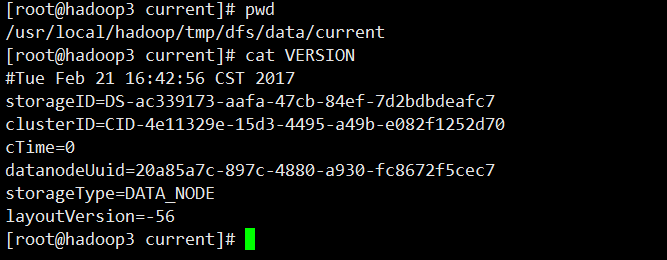 [root@hadoop3 current]# pwd
/usr/local/hadoop/tmp/dfs/data/current
[root@hadoop3 current]# cat VERSION
#Tue Feb 21 16:42:56 CST 2017
storageID=DS-ac339173-aafa-47cb-84ef-7d2bdbdeafc7
clusterID=CID-4e11329e-15d3-4495-a49b-e082f1252d70
cTime=0
datanodeUuid=20a85a7c-897c-4880-a930-fc8672f5cec7
storageType=DATA_NODE
layoutVersion=-56
[root@hadoop3 current]#